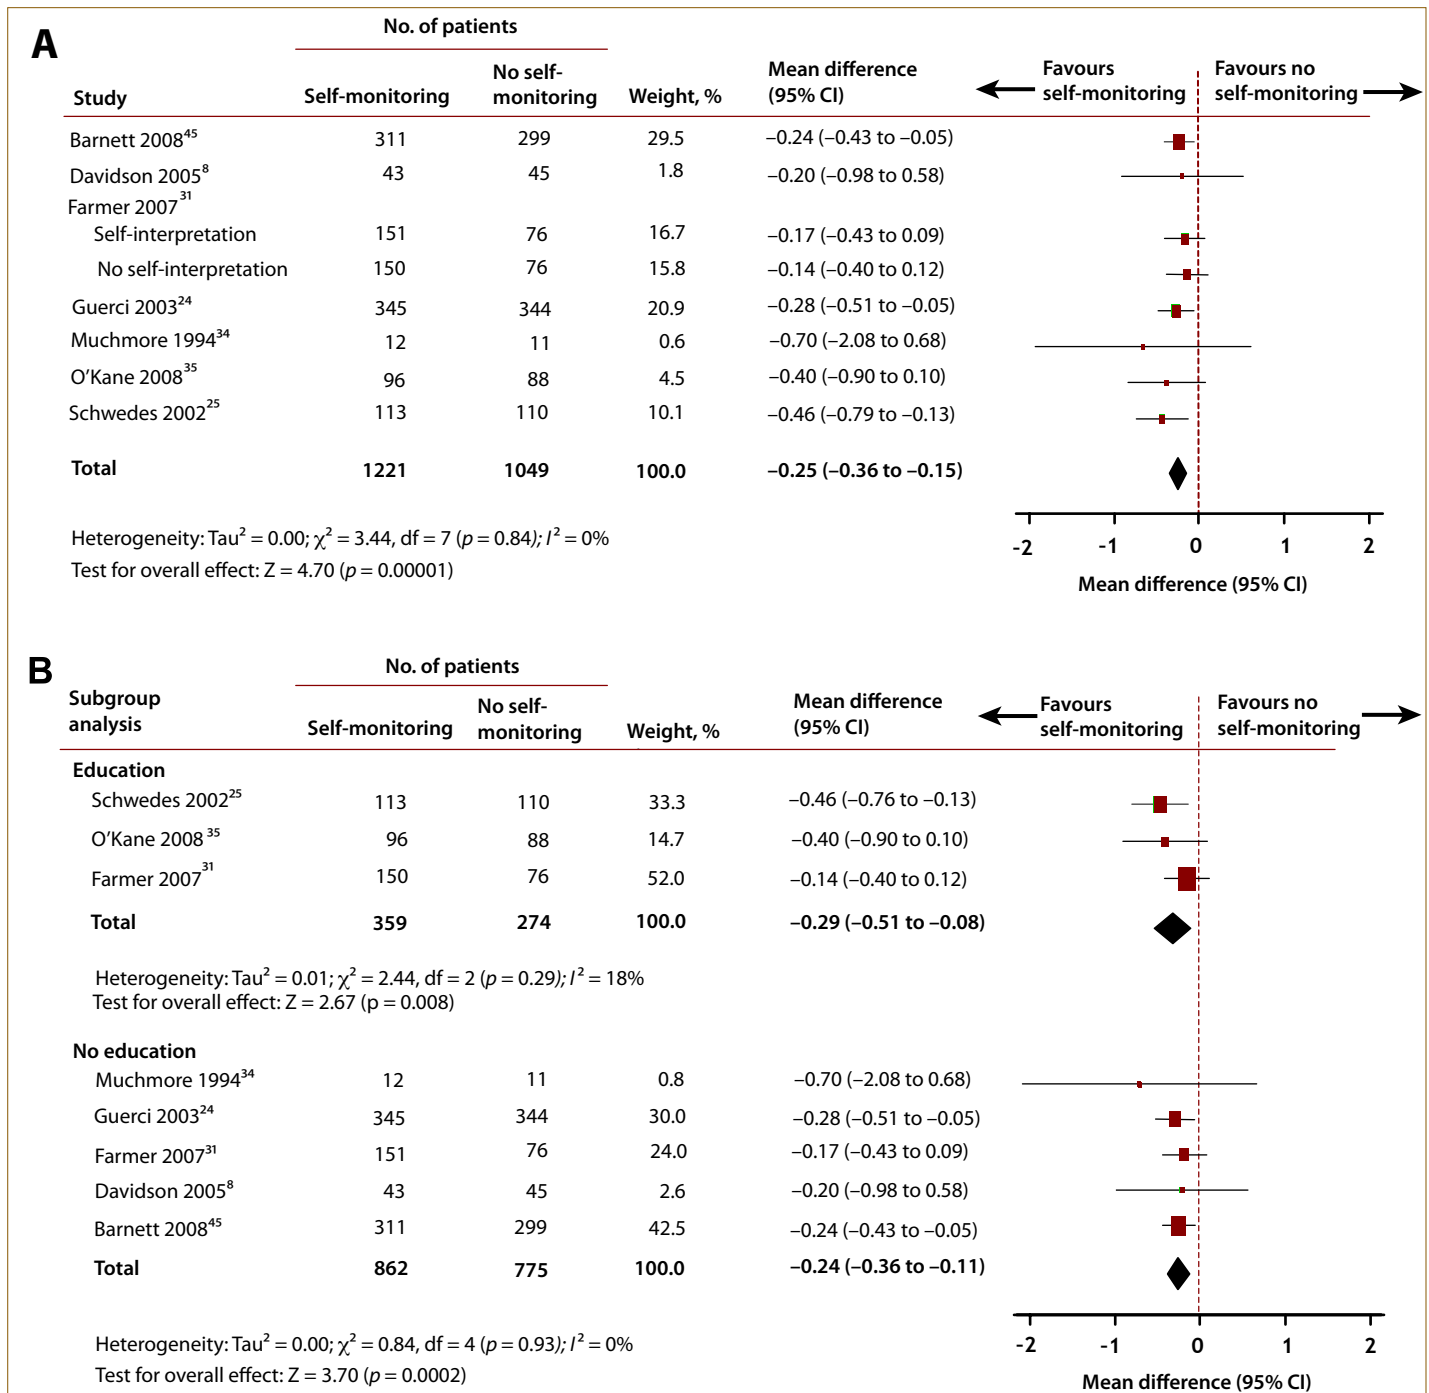 A
No. of patients
Study Self-monitoring No self-monitoring Weight, % Mean difference (95% CI) Favours self-monitoring Favours no self-monitoring
Barnett 2008⁴⁵ 311 299 29.5 –0.24 (–0.43 to –0.05)
Davidson 2005⁸ 43 45 1.8 –0.20 (–0.98 to 0.58)
Farmer 2007³¹
Self-interpretation 151 76 16.7 –0.17 (–0.43 to 0.09)
No self-interpretation 150 76 15.8 –0.14 (–0.40 to 0.12)
Guerci 2003²⁴ 345 344 20.9 –0.28 (–0.51 to –0.05)
Muchmore 1994³⁴ 12 11 0.6 –0.70 (–2.08 to 0.68)
O'Kane 2008³⁵ 96 88 4.5 –0.40 (–0.90 to 0.10)
Schwedes 2002²⁵ 113 110 10.1 –0.46 (–0.79 to –0.13)
Total 1221 1049 100.0 –0.25 (–0.36 to –0.15)
Heterogeneity: Tau² = 0.00; χ² = 3.44, df = 7 (p = 0.84); I² = 0%
Test for overall effect: Z = 4.70 (p = 0.00001)
-2 -1 0 1 2
Mean difference (95% CI)
B
No. of patients
Subgroup analysis Self-monitoring No self-monitoring Weight, % Mean difference (95% CI) Favours self-monitoring Favours no self-monitoring
Education
Schwedes 2002²⁵ 113 110 33.3 –0.46 (–0.76 to –0.13)
O'Kane 2008³⁵ 96 88 14.7 –0.40 (–0.90 to 0.10)
Farmer 2007³¹ 150 76 52.0 –0.14 (–0.40 to 0.12)
Total 359 274 100.0 –0.29 (–0.51 to –0.08)
Heterogeneity: Tau² = 0.01; χ² = 2.44, df = 2 (p = 0.29); I² = 18%
Test for overall effect: Z = 2.67 (p = 0.008)
No education
Muchmore 1994³⁴ 12 11 0.8 –0.70 (–2.08 to 0.68)
Guerci 2003²⁴ 345 344 30.0 –0.28 (–0.51 to –0.05)
Farmer 2007³¹ 151 76 24.0 –0.17 (–0.43 to 0.09)
Davidson 2005⁸ 43 45 2.6 –0.20 (–0.98 to 0.58)
Barnett 2008⁴⁵ 311 299 42.5 –0.24 (–0.43 to –0.05)
Total 862 775 100.0 –0.24 (–0.36 to –0.11)
Heterogeneity: Tau² = 0.00; χ² = 0.84, df = 4 (p = 0.93); I² = 0%
Test for overall effect: Z = 3.70 (p = 0.0002)
-2 -1 0 1 2
Mean difference (95% CI)